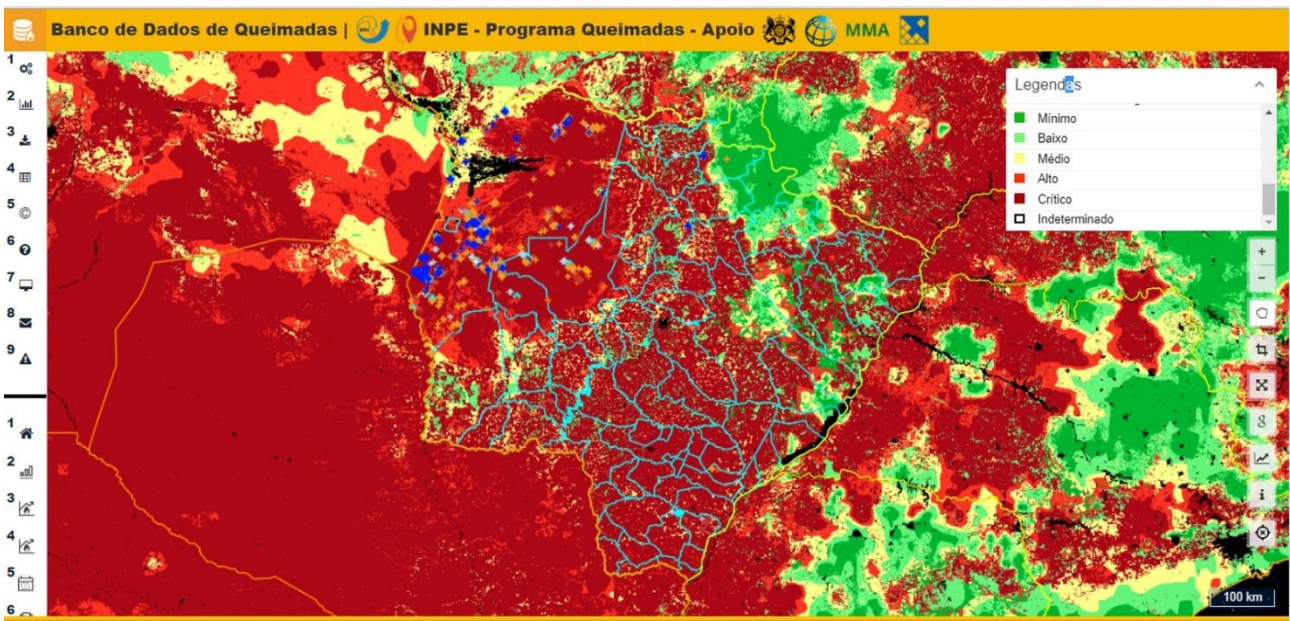 Banco de Dados de Queimadas | INPE - Programa Queimadas - Apoio MMA
1
2
3
4
5
6
7
8
9
1
2
3
4
5
6
Legendas
Mínimo
Baixo
Médio
Alto
Crítico
Indeterminado
+
−
8
i
100 km